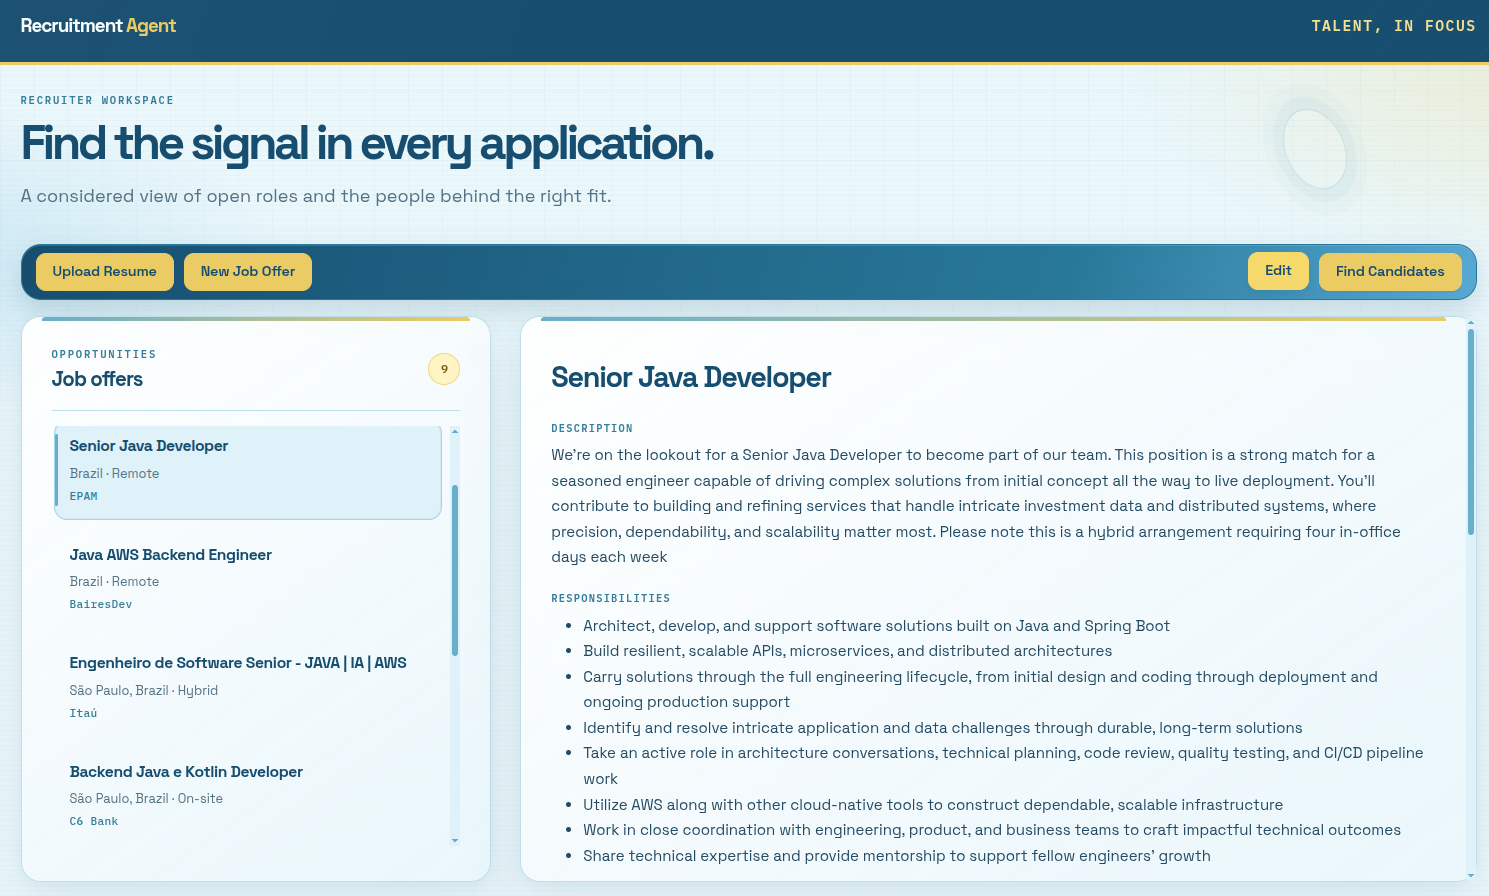 Recruitment Agent
TALENT, IN FOCUS
RECRUITER WORKSPACE
Find the signal in every application.
A considered view of open roles and the people behind the right fit.
Upload Resume
New Job Offer
Edit
Find Candidates
OPPORTUNITIES
Job offers
9
Senior Java Developer
Brazil · Remote
EPAM
Java AWS Backend Engineer
Brazil · Remote
BairesDev
Engenheiro de Software Senior - JAVA | IA | AWS
São Paulo, Brazil · Hybrid
Itaú
Backend Java e Kotlin Developer
São Paulo, Brazil · On-site
C6 Bank
Senior Java Developer
DESCRIPTION
We're on the lookout for a Senior Java Developer to become part of our team. This position is a strong match for a
seasoned engineer capable of driving complex solutions from initial concept all the way to live deployment. You'll
contribute to building and refining services that handle intricate investment data and distributed systems, where
precision, dependability, and scalability matter most. Please note this is a hybrid arrangement requiring four in-office
days each week
RESPONSIBILITIES
• Architect, develop, and support software solutions built on Java and Spring Boot
• Build resilient, scalable APIs, microservices, and distributed architectures
• Carry solutions through the full engineering lifecycle, from initial design and coding through deployment and
ongoing production support
• Identify and resolve intricate application and data challenges through durable, long-term solutions
• Take an active role in architecture conversations, technical planning, code review, quality testing, and CI/CD pipeline
work
• Utilize AWS along with other cloud-native tools to construct dependable, scalable infrastructure
• Work in close coordination with engineering, product, and business teams to craft impactful technical outcomes
• Share technical expertise and provide mentorship to support fellow engineers' growth